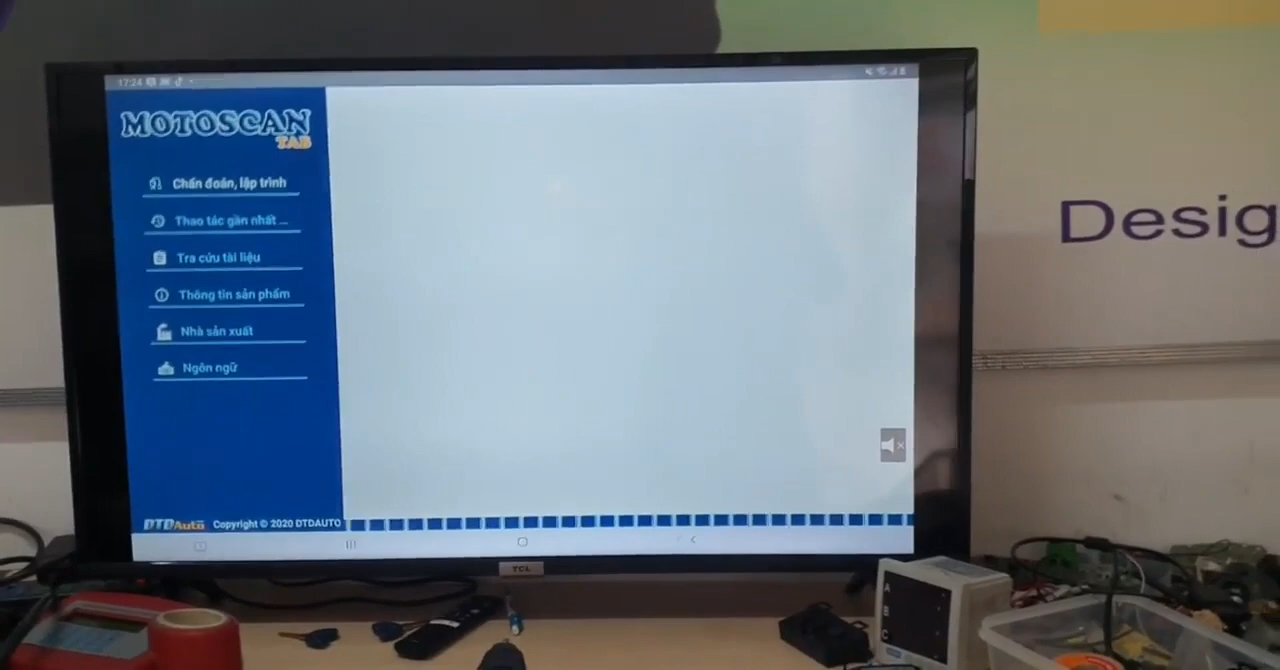 17:24
MOTOSCAN
TAB
Chẩn đoán, lập trình
Thao tác gần nhất ...
Tra cứu tài liệu
Thông tin sản phẩm
Nhà sản xuất
Ngôn ngữ
DTDAuto Copyright © 2020 DTDAUTO
TCL
Desig
A
B
C